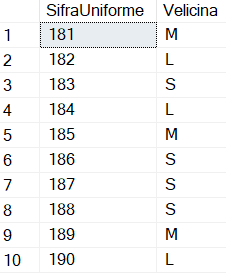 SifraUniforme Velicina
1 181 M
2 182 L
3 183 S
4 184 L
5 185 M
6 186 S
7 187 S
8 188 S
9 189 M
10 190 L